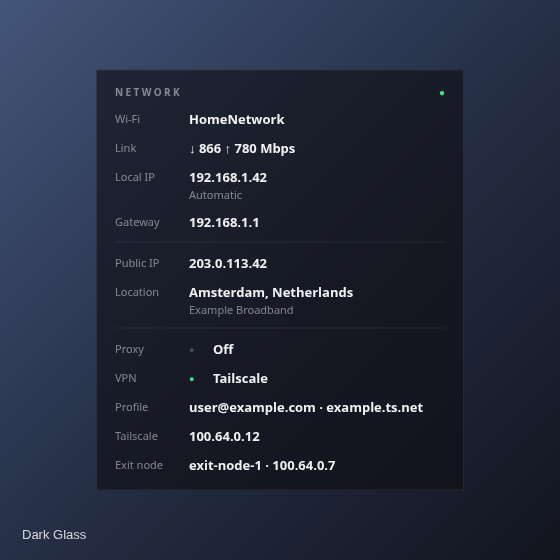 NETWORK
Wi-Fi HomeNetwork
Link ↓ 866 ↑ 780 Mbps
Local IP 192.168.1.42
Automatic
Gateway 192.168.1.1
Public IP 203.0.113.42
Location Amsterdam, Netherlands
Example Broadband
Proxy Off
VPN Tailscale
Profile user@example.com · example.ts.net
Tailscale 100.64.0.12
Exit node exit-node-1 · 100.64.0.7
Dark Glass